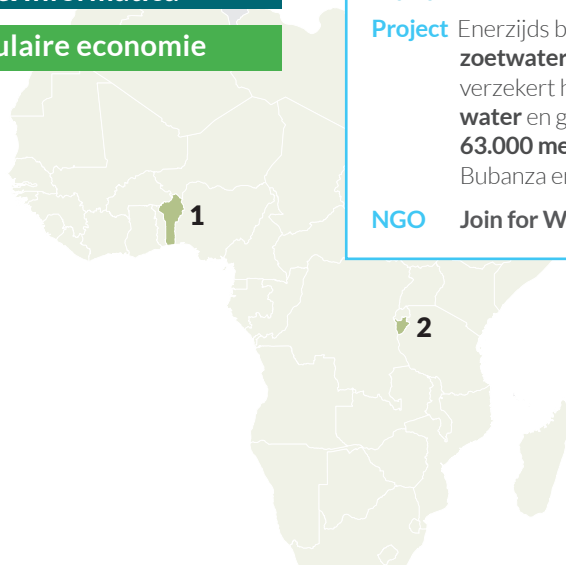 ulaire economie
Project Enerzijds b
zoetwater
verzekert h
water en g
63.000 me
Bubanza e
NGO Join for W
1
2